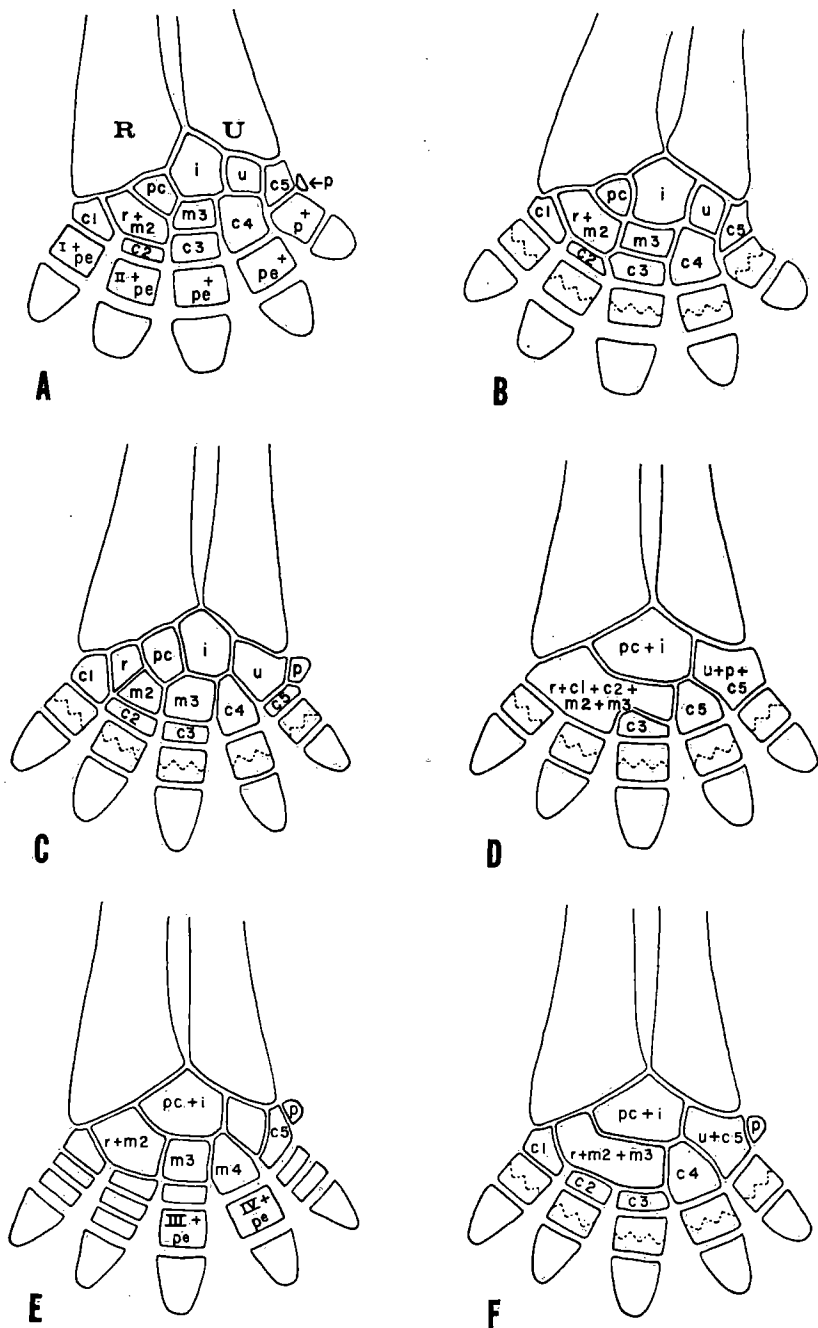 R U
i
pc
u
c5
←p
c1
r+
m2
m3
c4
p+
c2
c3
I+
pe
II+
pe
+
pe
+
pe
A
c1
r+
m2
pc
i
u
c5
m3
c2
c3
c4
B
c1
r
pc
i
u
p
m2
m3
c4
c5
c2
c3
C
pc+i
u+p+
c5
r+c1+c2+
m2+m3
c3
c5
D
pc+i
p
c5
r+m2
m3
m4
III+
pe
IV+
pe
E
pc+i
p
c1
r+m2+m3
c4
u+c5
c2
c3
F